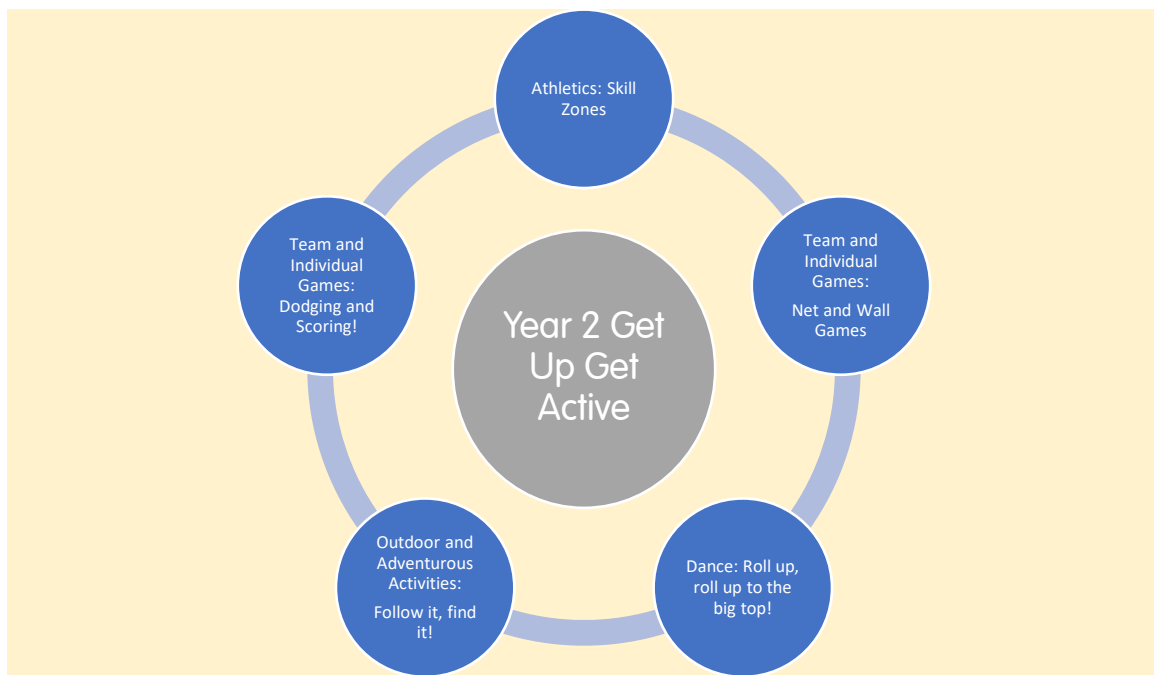 Athletics: Skill
Zones
Team and
Individual
Games:
Net and Wall
Games
Dance: Roll up,
roll up to the
big top!
Outdoor and
Adventurous
Activities:
Follow it, find
it!
Team and
Individual
Games:
Dodging and
Scoring!
Year 2 Get
Up Get
Active